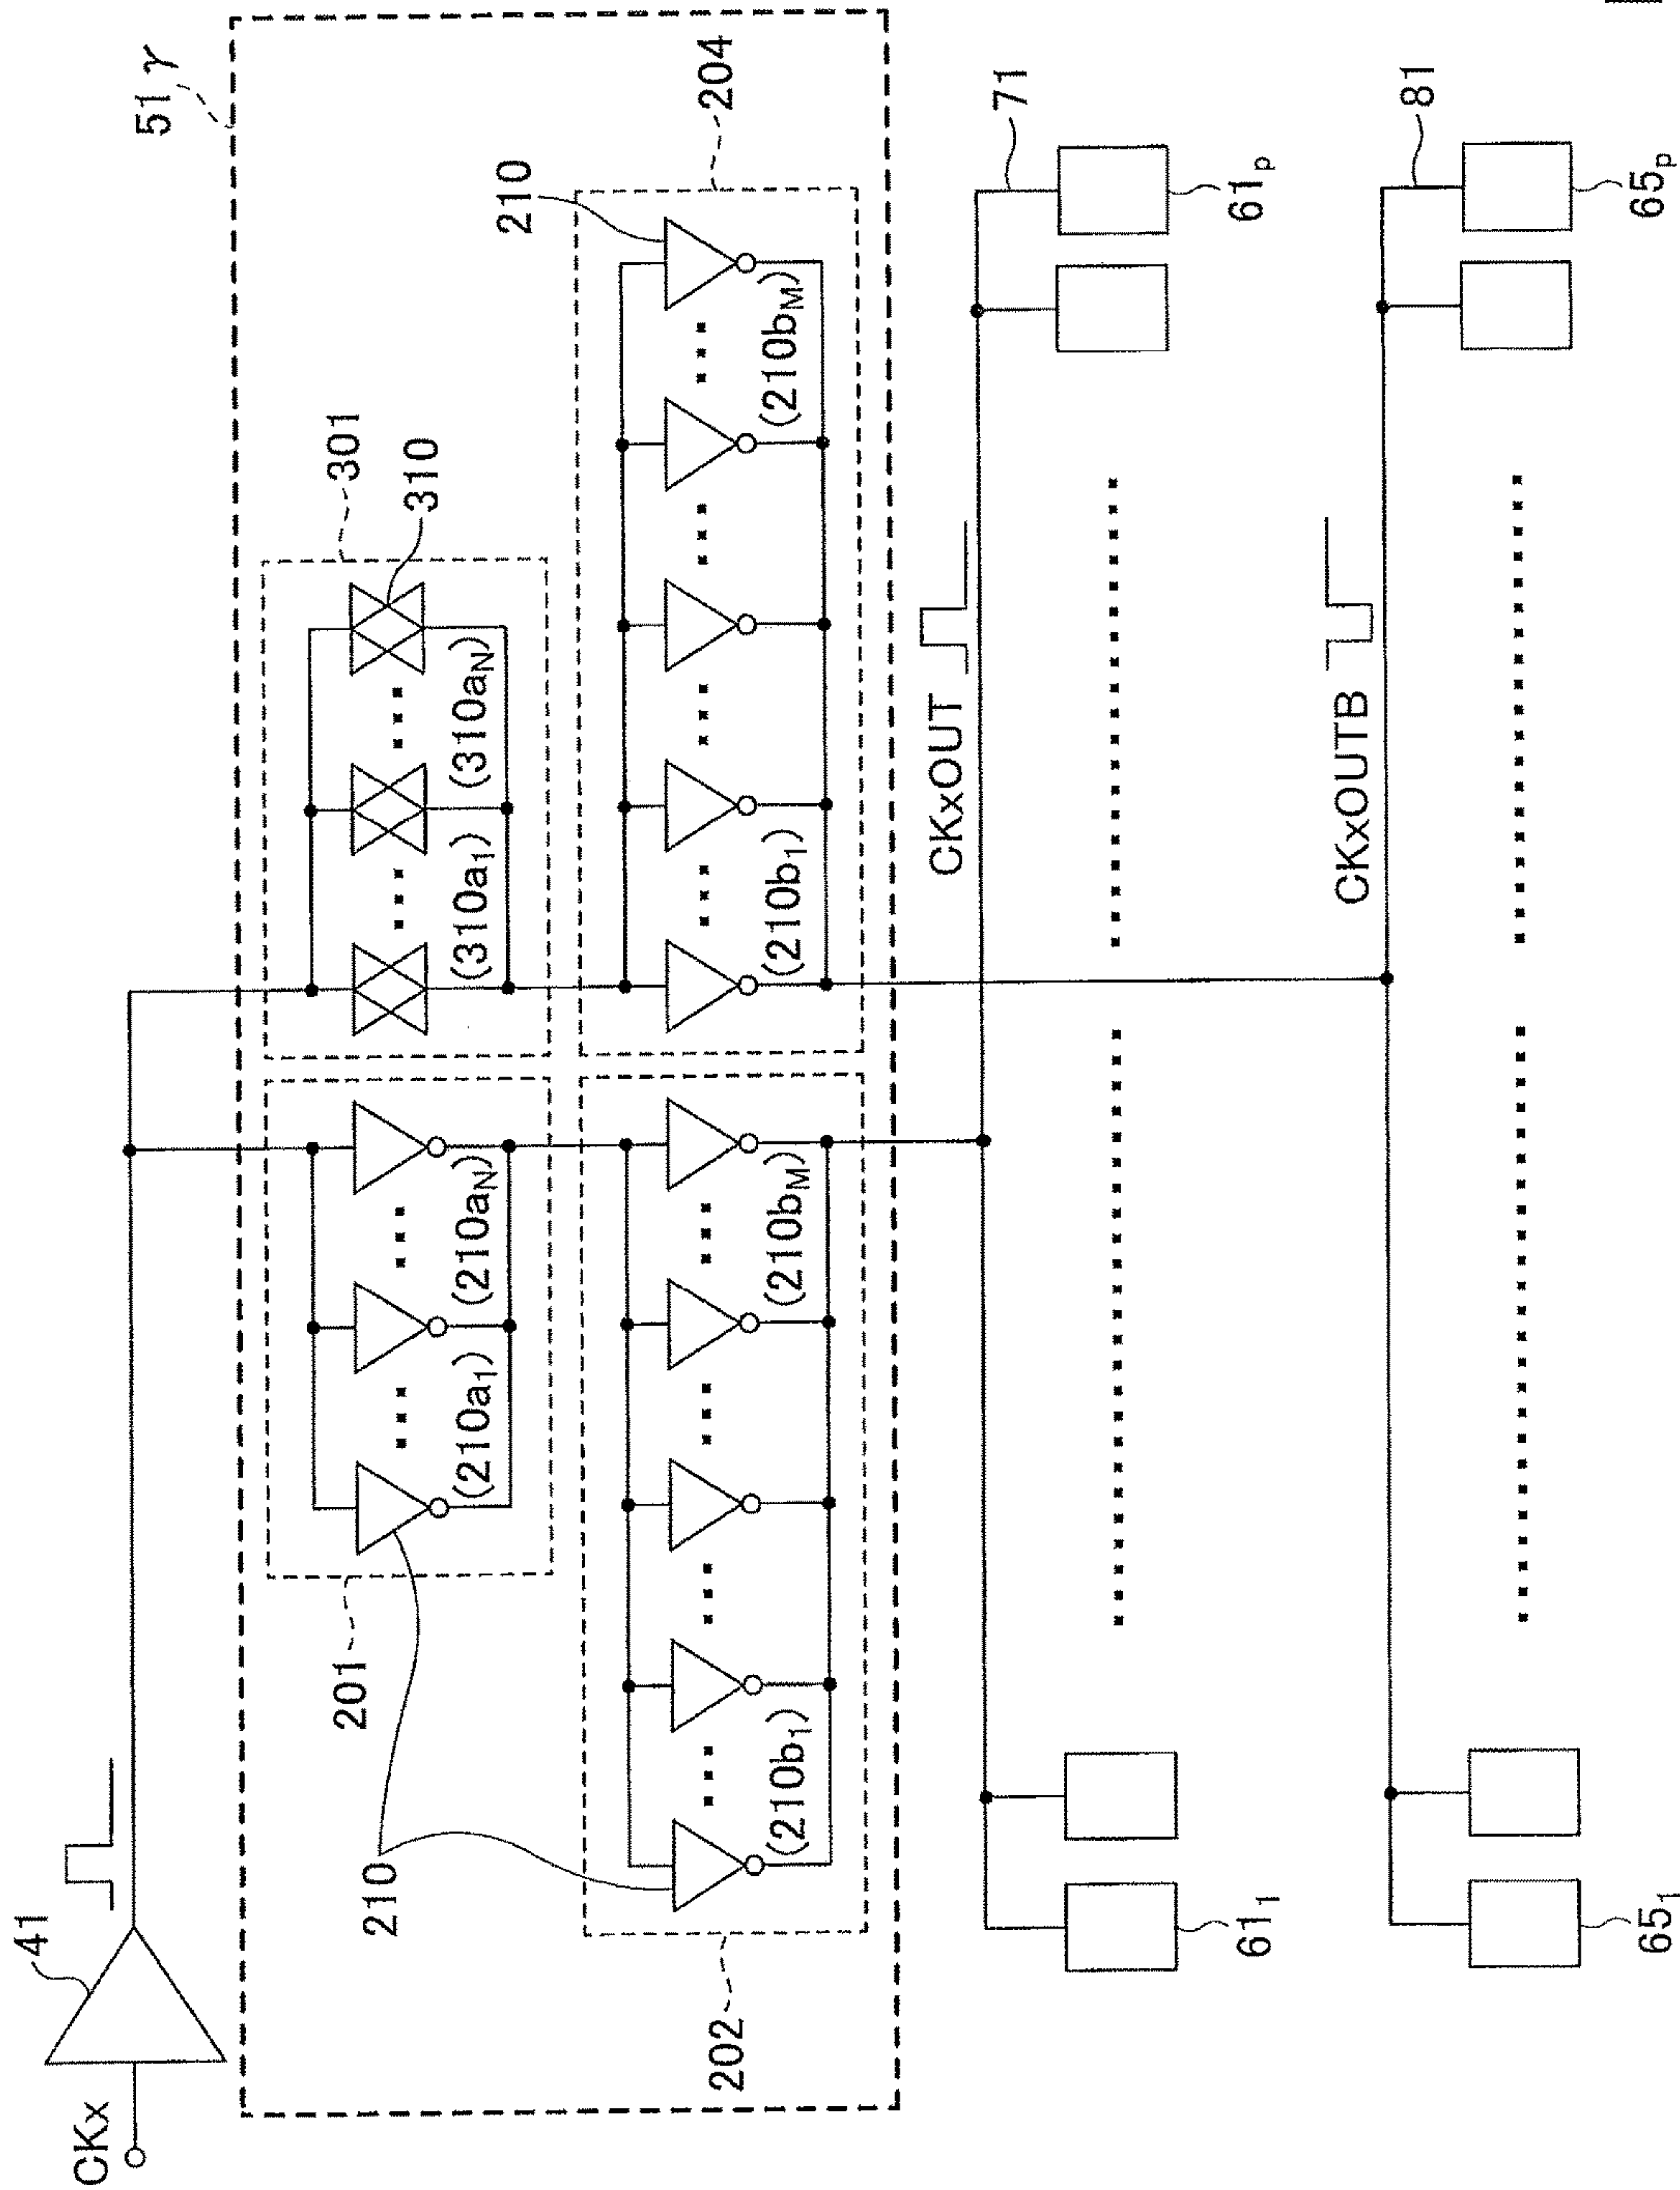 CKx
41
51γ
201
210
(210a₁)
(210aN)
301
310
(310a₁)
(310aN)
202
(210b₁)
(210bM)
204
210
(210b₁)
(210bM)
CKxOUT
71
61₁
61p
CKxOUTB
81
65₁
65p